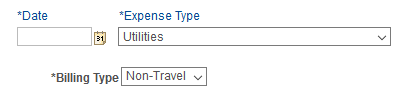 *Date *Expense Type
31 Utilities
*Billing Type Non-Travel